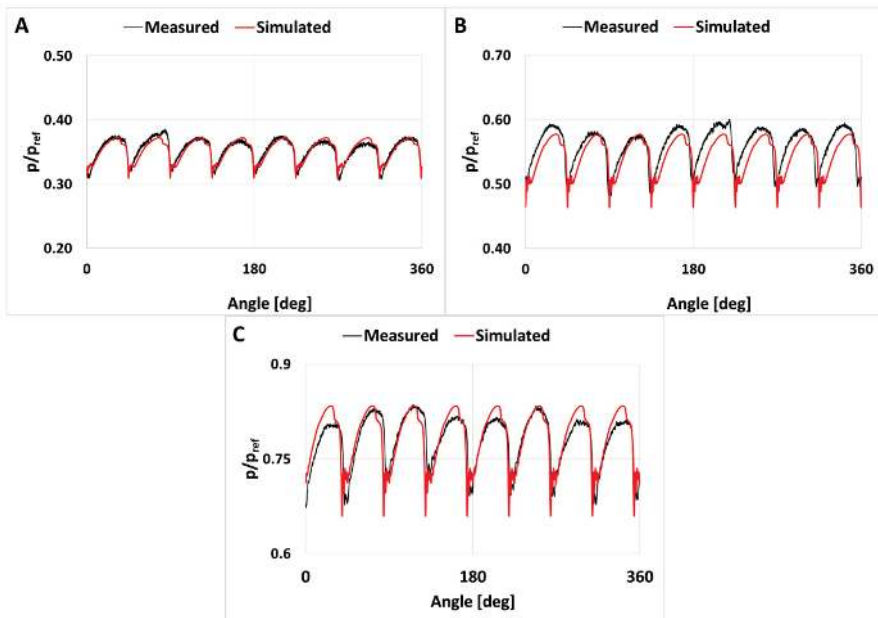 A
Measured Simulated
0.50
0.40
0.30
0.20
p/pref
0 180 360
Angle [deg]
B
Measured Simulated
0.70
0.60
0.50
0.40
p/pref
0 180 360
Angle [deg]
C
Measured Simulated
0.9
0.75
0.6
p/pref
0 180 360
Angle [deg]